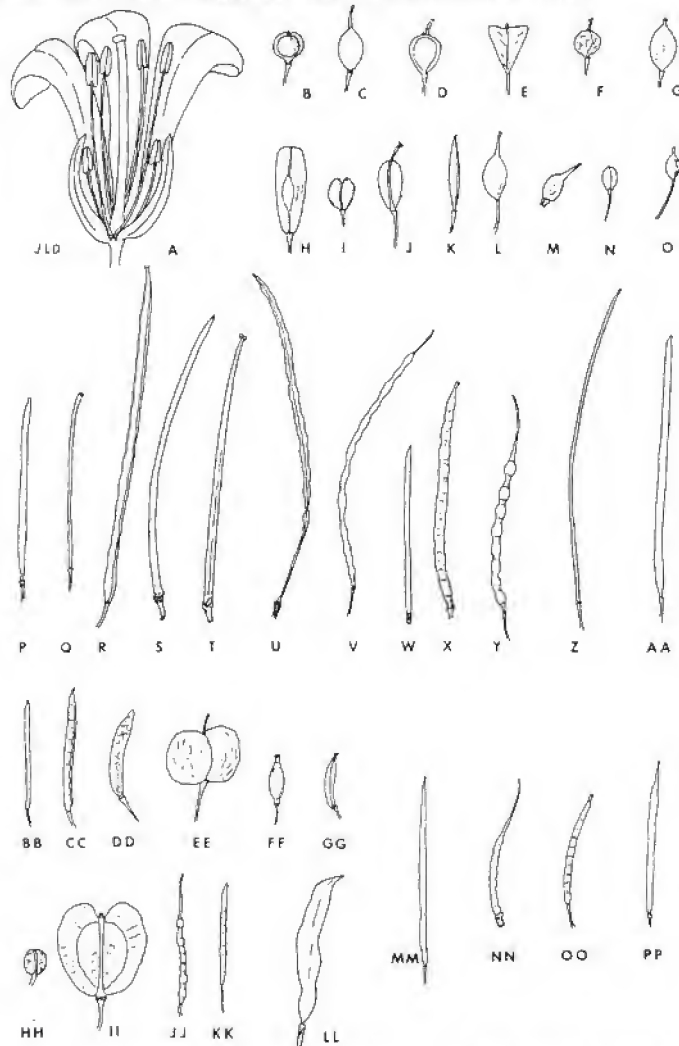 B C D E F G
JLD A H I J K L M N O
P Q R S T U V W X Y Z AA
BB CC DD EE FF GG
MM NN OO PP
HH II JJ KK LL